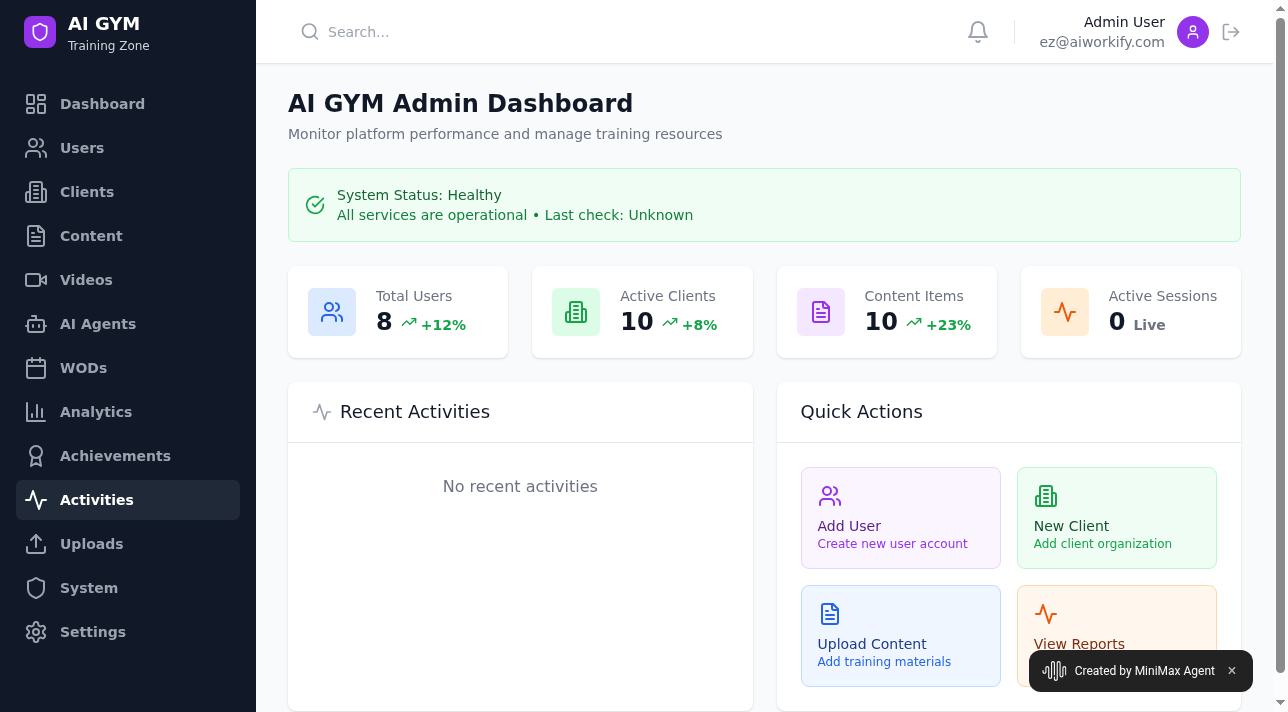 AI GYM
Training Zone
Dashboard
Users
Clients
Content
Videos
AI Agents
WODs
Analytics
Achievements
Activities
Uploads
System
Settings
Search...
Admin User
ez@aiworkify.com
AI GYM Admin Dashboard
Monitor platform performance and manage training resources
System Status: Healthy
All services are operational • Last check: Unknown
Total Users
8 +12%
Active Clients
10 +8%
Content Items
10 +23%
Active Sessions
0 Live
Recent Activities
No recent activities
Quick Actions
Add User
Create new user account
New Client
Add client organization
Upload Content
Add training materials
View Reports
Created by MiniMax Agent ×